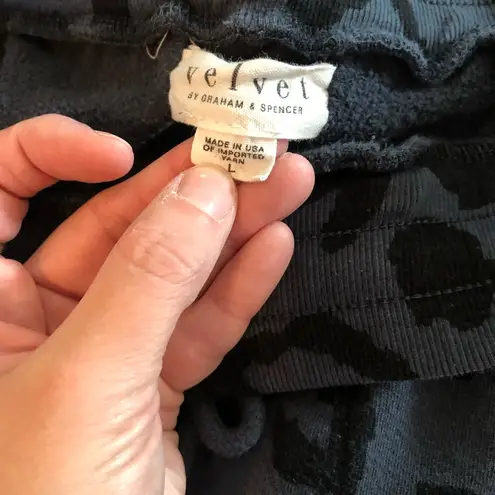 velvet
BY GRAHAM & SPENCER
MADE IN USA
OF IMPORTED
YARN
L